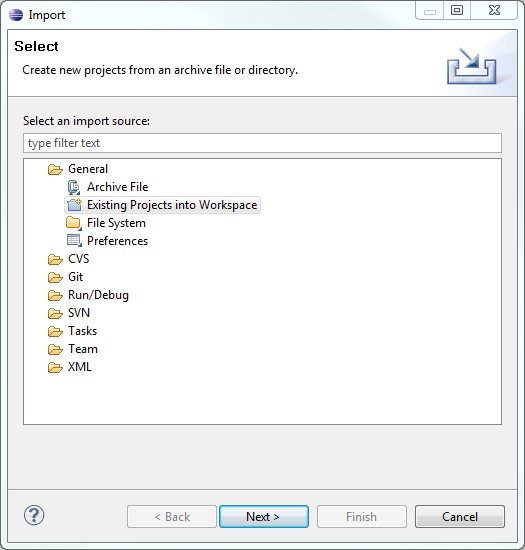 Import
Select
Create new projects from an archive file or directory.
Select an import source:
type filter text
General
Archive File
Existing Projects into Workspace
File System
Preferences
CVS
Git
Run/Debug
SVN
Tasks
Team
XML
?
< Back
Next >
Finish
Cancel